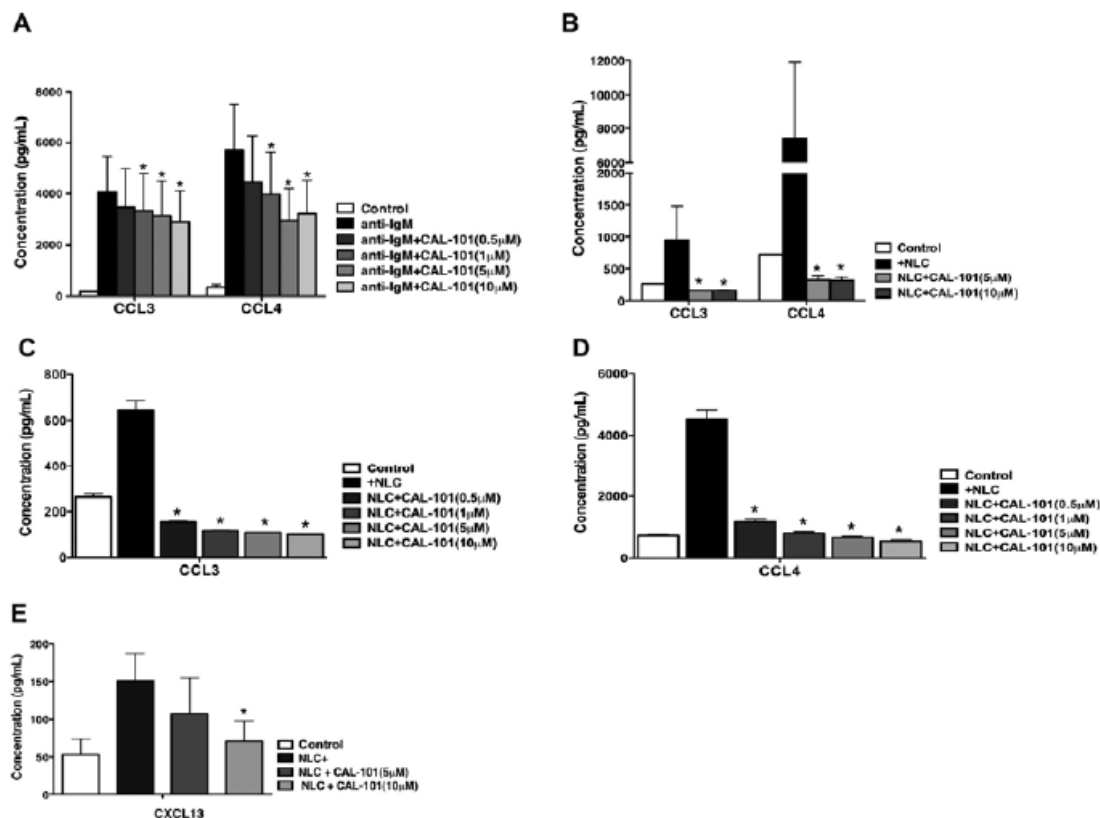 A
Concentration (pg/mL)
8000
6000
4000
2000
0
* * * * * *
CCL3 CCL4
Control
anti-IgM
anti-IgM+CAL-101(0.5μM)
anti-IgM+CAL-101(1μM)
anti-IgM+CAL-101(5μM)
anti-IgM+CAL-101(10μM)
B
Concentration (pg/mL)
12000
10000
8000
6000
2000
1500
1000
500
0
* * * *
CCL3 CCL4
Control
+NLC
NLC+CAL-101(5μM)
NLC+CAL-101(10μM)
C
Concentration (pg/mL)
800
600
400
200
0
* * * *
CCL3
Control
+NLC
NLC+CAL-101(0.5μM)
NLC+CAL-101(1μM)
NLC+CAL-101(5μM)
NLC+CAL-101(10μM)
D
Concentration (pg/mL)
6000
4000
2000
0
* * * *
CCL4
Control
+NLC
NLC+CAL-101(0.5μM)
NLC+CAL-101(1μM)
NLC+CAL-101(5μM)
NLC+CAL-101(10μM)
E
Concentration (pg/mL)
200
150
100
50
0
*
CXCL13
Control
NLC+
NLC + CAL-101(5μM)
NLC + CAL-101(10μM)